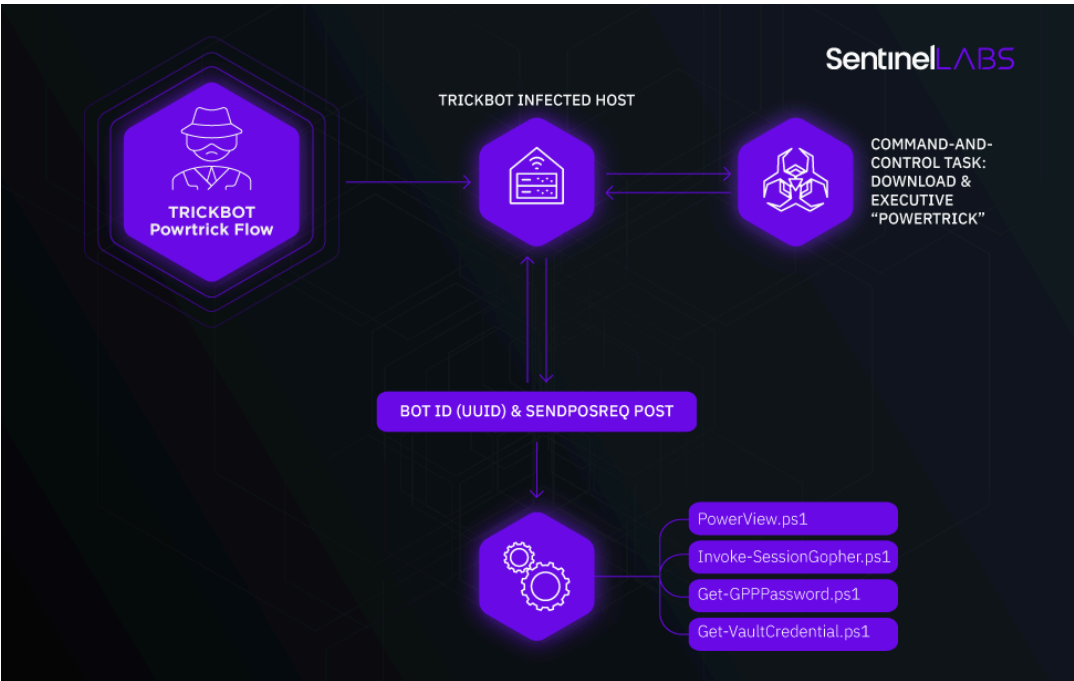 SentinelLABS
TRICKBOT INFECTED HOST
TRICKBOT
Powrtrick Flow
COMMAND-AND-
CONTROL TASK:
DOWNLOAD &
EXECUTIVE
“POWERTRICK”
BOT ID (UUID) & SENDPOSREQ POST
PowerView.ps1
Invoke-SessionGopher.ps1
Get-GPPPassword.ps1
Get-VaultCredential.ps1